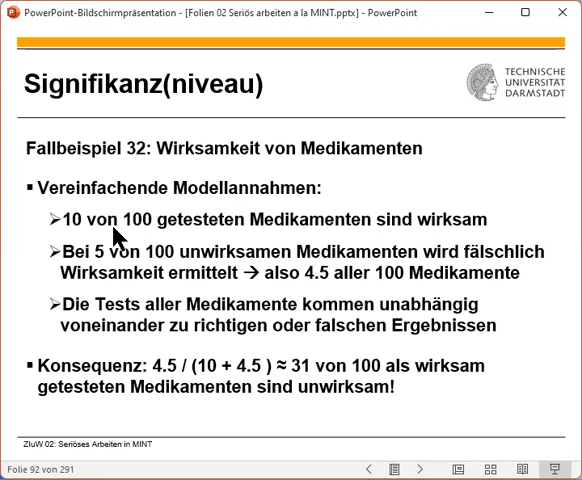 PowerPoint-Bildschirmpräsentation - [Folien 02 Seriös arbeiten a la MINT.pptx] - PowerPoint
Signifikanz(niveau)
TECHNISCHE
UNIVERSITÄT
DARMSTADT
Fallbeispiel 32: Wirksamkeit von Medikamenten
▪ Vereinfachende Modellannahmen:
➢10 von 100 getesteten Medikamenten sind wirksam
➢Bei 5 von 100 unwirksamen Medikamenten wird fälschlich
Wirksamkeit ermittelt → also 4.5 aller 100 Medikamente
➢Die Tests aller Medikamente kommen unabhängig
voneinander zu richtigen oder falschen Ergebnissen
▪ Konsequenz: 4.5 / (10 + 4.5 ) ≈ 31 von 100 als wirksam
getesteten Medikamenten sind unwirksam!
ZIuW 02: Seriöses Arbeiten in MINT
Folie 92 von 291